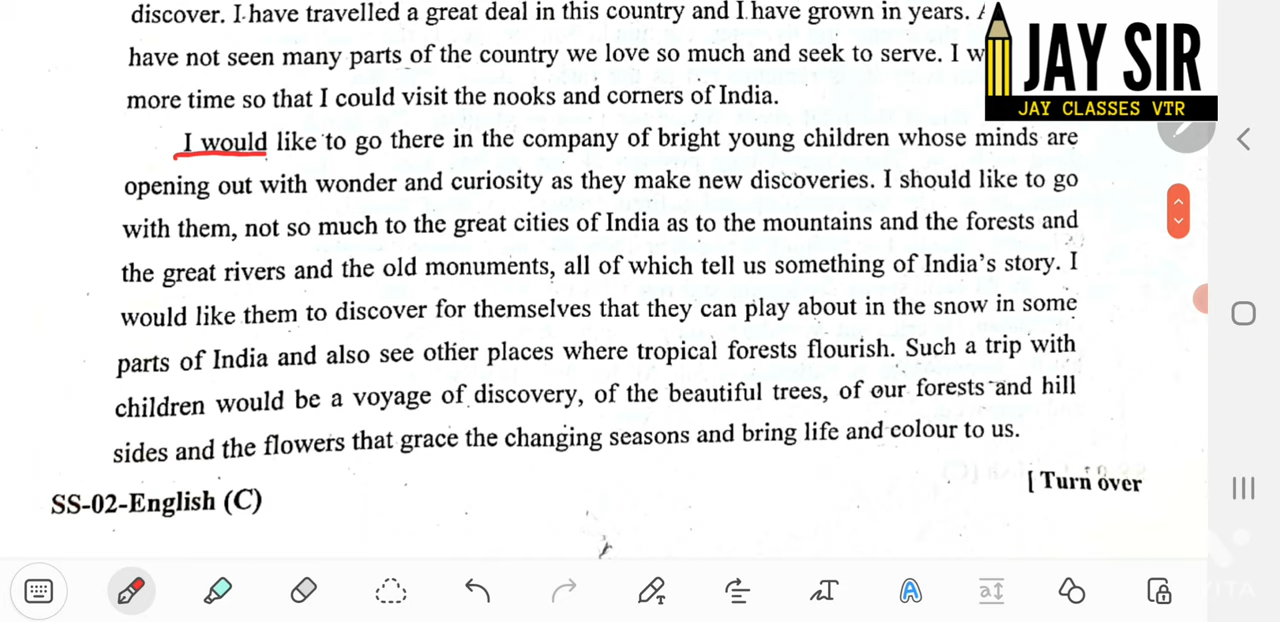 discover. I have travelled a great deal in this country and I have grown in years.
have not seen many parts of the country we love so much and seek to serve. I w
more time so that I could visit the nooks and corners of India.
I would like to go there in the company of bright young children whose minds are
opening out with wonder and curiosity as they make new discoveries. I should like to go
with them, not so much to the great cities of India as to the mountains and the forests and
the great rivers and the old monuments, all of which tell us something of India's story. I
would like them to discover for themselves that they can play about in the snow in some
parts of India and also see other places where tropical forests flourish. Such a trip with
children would be a voyage of discovery, of the beautiful trees, of our forests and hill
sides and the flowers that grace the changing seasons and bring life and colour to us.
SS-02-English (C)
[ Turn over
JAY SIR
JAY CLASSES VTR